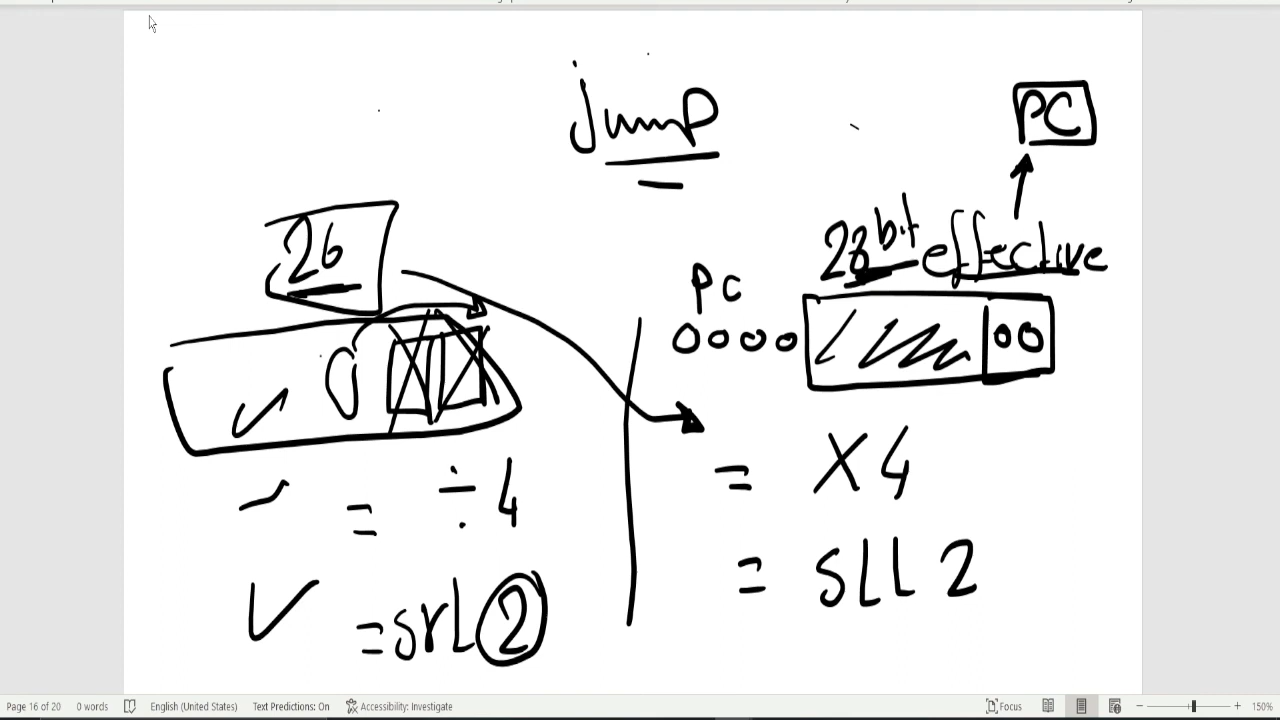 jump
PC
26
28 bit effective
PC
0000
00
= ÷4
= x4
= srl 2
= sll 2
Page 16 of 20 0 words English (United States) Text Predictions: On Accessibility: Investigate Focus 150%